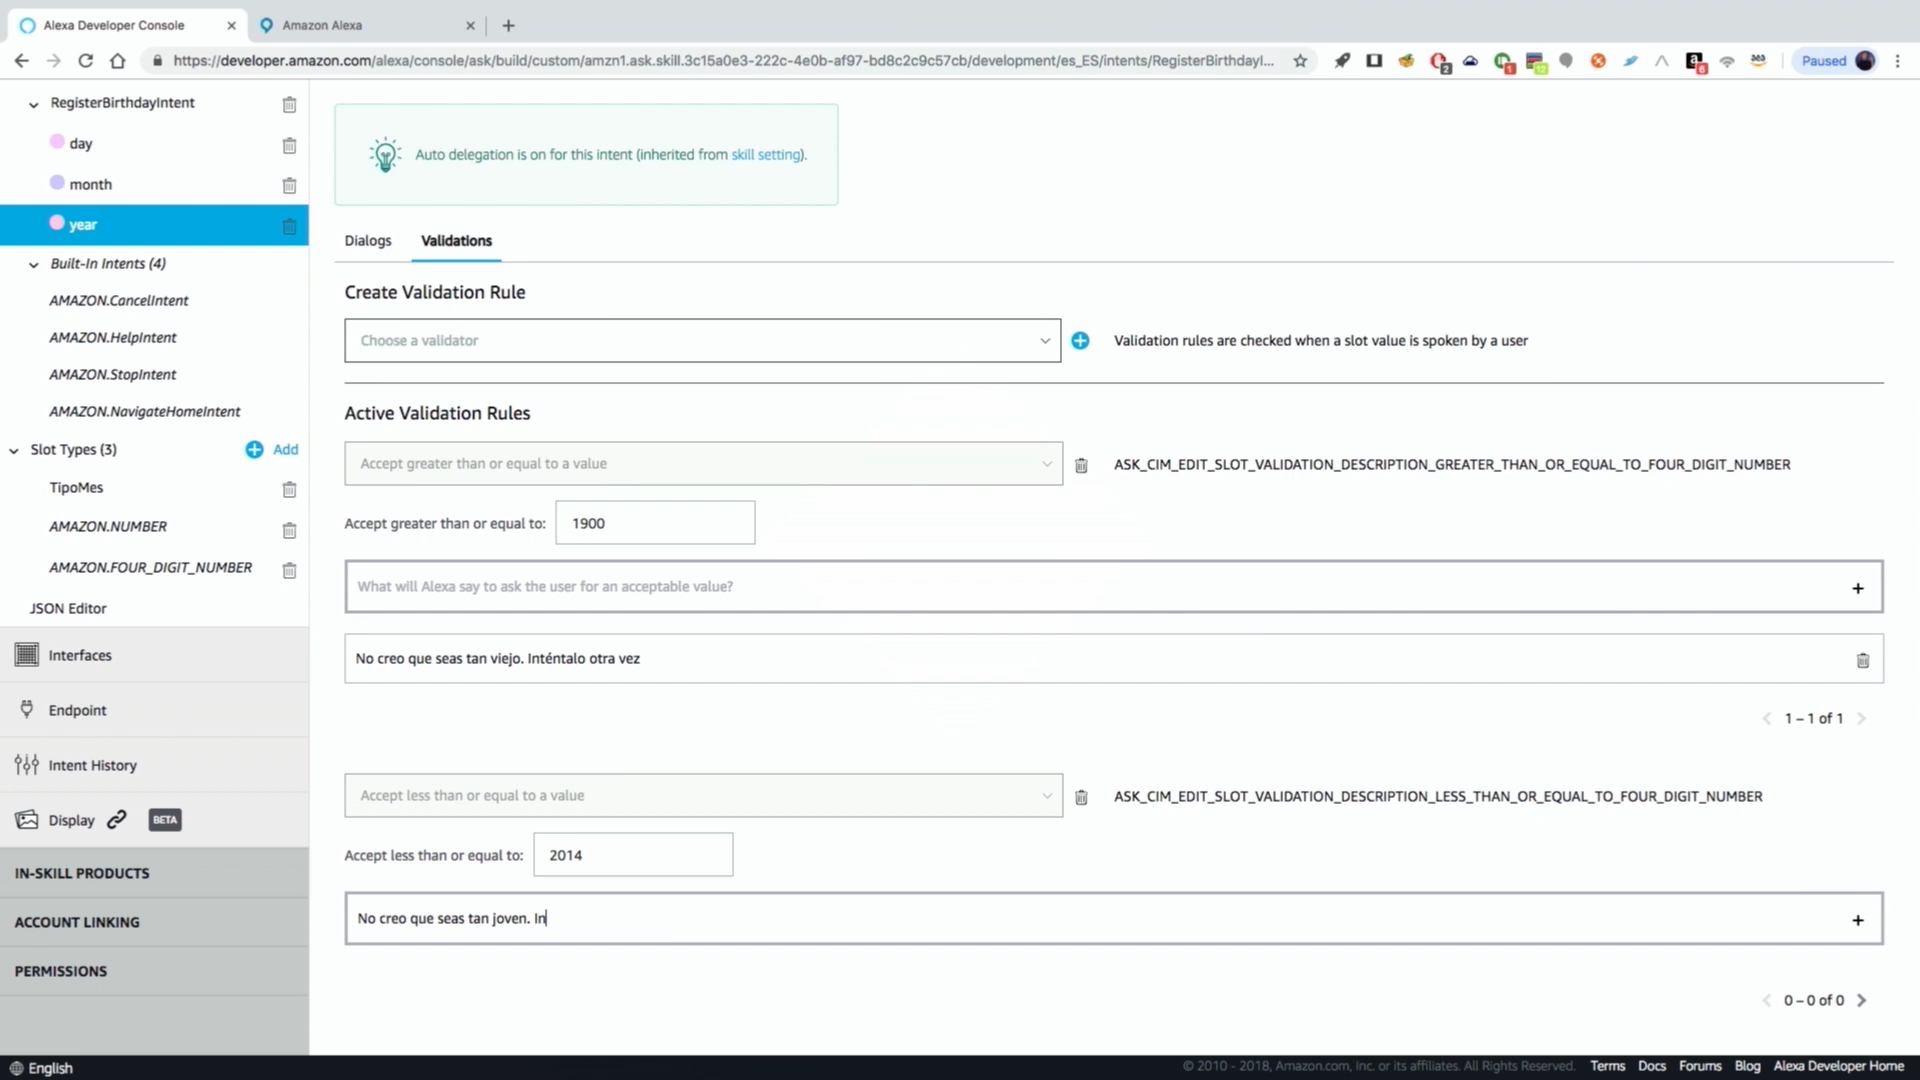 Alexa Developer Console
Amazon Alexa
https://developer.amazon.com/alexa/console/ask/build/custom/amzn1.ask.skill.3c15a0e3-222c-4e0b-af97-bd8c2c9c57cb/development/es_ES/intents/RegisterBirthdayI...
2
1
12
6
Paused
RegisterBirthdayIntent
day
month
year
Built-In Intents (4)
AMAZON.CancelIntent
AMAZON.HelpIntent
AMAZON.StopIntent
AMAZON.NavigateHomeIntent
Slot Types (3)
Add
TipoMes
AMAZON.NUMBER
AMAZON.FOUR_DIGIT_NUMBER
JSON Editor
Interfaces
Endpoint
Intent History
Display
BETA
IN-SKILL PRODUCTS
ACCOUNT LINKING
PERMISSIONS
Auto delegation is on for this intent (inherited from skill setting).
Dialogs
Validations
Create Validation Rule
Choose a validator
Validation rules are checked when a slot value is spoken by a user
Active Validation Rules
Accept greater than or equal to a value
ASK_CIM_EDIT_SLOT_VALIDATION_DESCRIPTION_GREATER_THAN_OR_EQUAL_TO_FOUR_DIGIT_NUMBER
Accept greater than or equal to:
1900
What will Alexa say to ask the user for an acceptable value?
No creo que seas tan viejo. Inténtalo otra vez
1 – 1 of 1
Accept less than or equal to a value
ASK_CIM_EDIT_SLOT_VALIDATION_DESCRIPTION_LESS_THAN_OR_EQUAL_TO_FOUR_DIGIT_NUMBER
Accept less than or equal to:
2014
No creo que seas tan joven. In
0 – 0 of 0
English
© 2010 - 2018, Amazon.com, Inc. or its affiliates. All Rights Reserved.
Terms
Docs
Forums
Blog
Alexa Developer Home